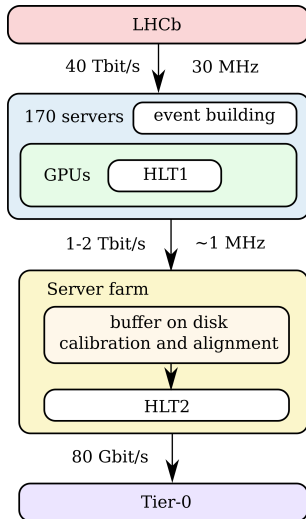 LHCb
40 Tbit/s 30 MHz
170 servers event building
GPUs HLT1
1-2 Tbit/s ~1 MHz
Server farm
buffer on disk
calibration and alignment
HLT2
80 Gbit/s
Tier-0